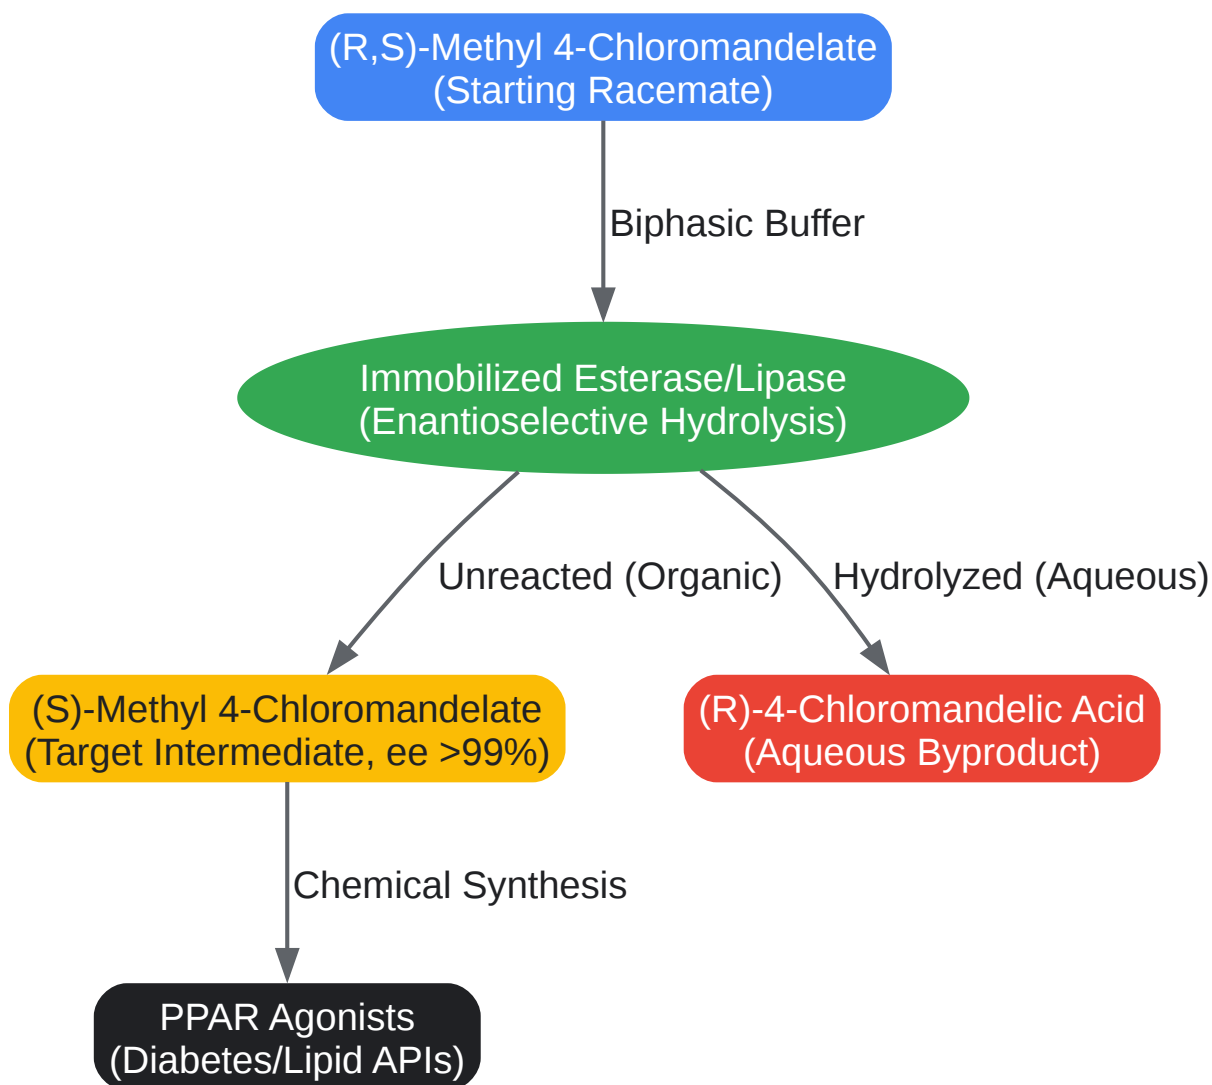 (R,S)-Methyl 4-Chloromandelate
(Starting Racemate)
Biphasic Buffer
Immobilized Esterase/Lipase
(Enantioselective Hydrolysis)
Unreacted (Organic)
Hydrolyzed (Aqueous)
(S)-Methyl 4-Chloromandelate
(Target Intermediate, ee >99%)
(R)-4-Chloromandelic Acid
(Aqueous Byproduct)
Chemical Synthesis
PPAR Agonists
(Diabetes/Lipid APIs)